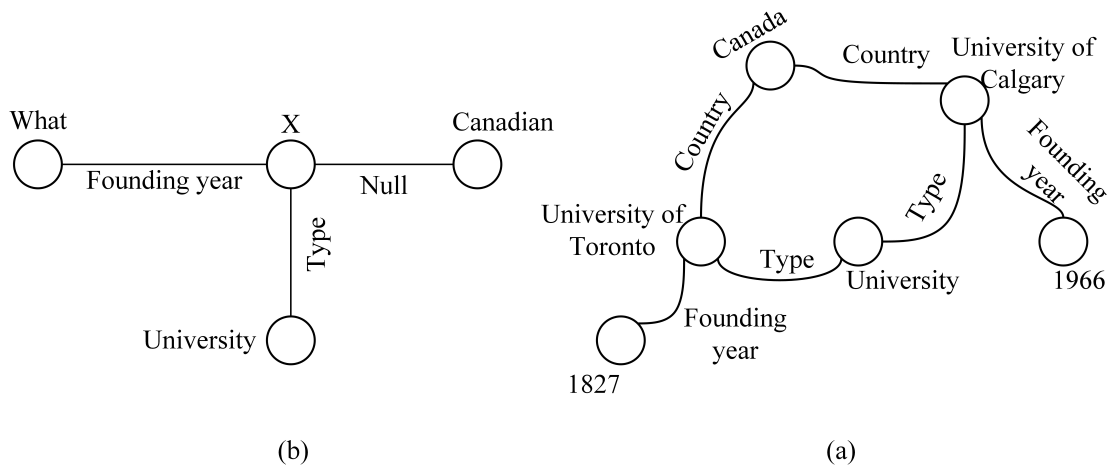 What
X
Canadian
Founding year
Null
Type
University
(b)
Canada
Country
University of
Calgary
Country
Founding
year
Type
University of
Toronto
Type
University
1966
Founding
year
1827
(a)